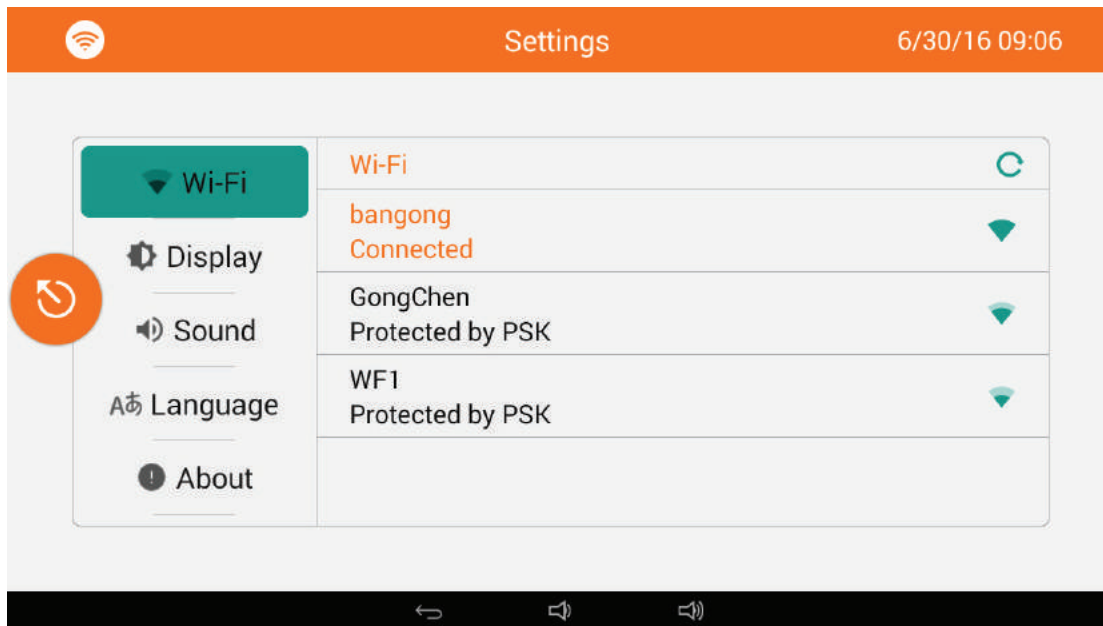 Settings
6/30/16 09:06
Wi-Fi
Display
Sound
Aあ Language
About
Wi-Fi
bangong
Connected
GongChen
Protected by PSK
WF1
Protected by PSK